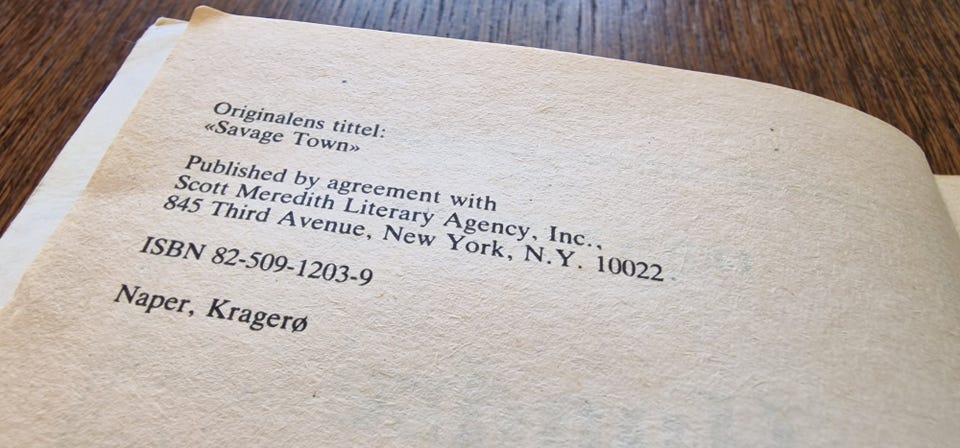 Originalens tittel:
«Savage Town»
Published by agreement with
Scott Meredith Literary Agency, Inc.,
845 Third Avenue, New York, N.Y. 10022
ISBN 82-509-1203-9
Naper, Kragerø